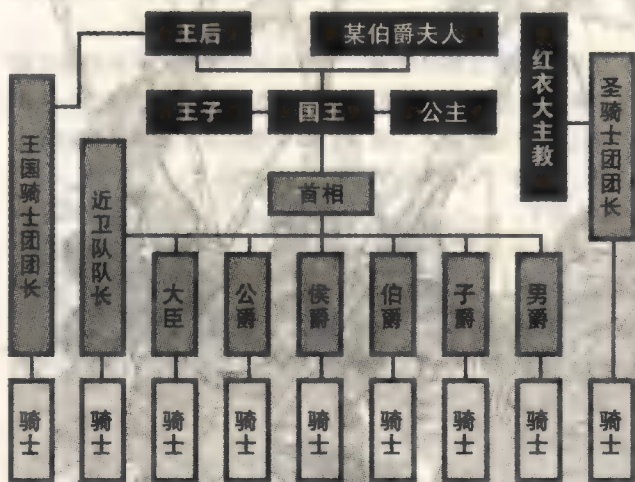 王后
某伯爵夫人
红衣大主教
圣骑士团团长
王国骑士团团长
近卫队队长
王子
国王
公主
首相
大臣
公爵
侯爵
伯爵
子爵
男爵
骑士
骑士
骑士
骑士
骑士
骑士
骑士
骑士
骑士